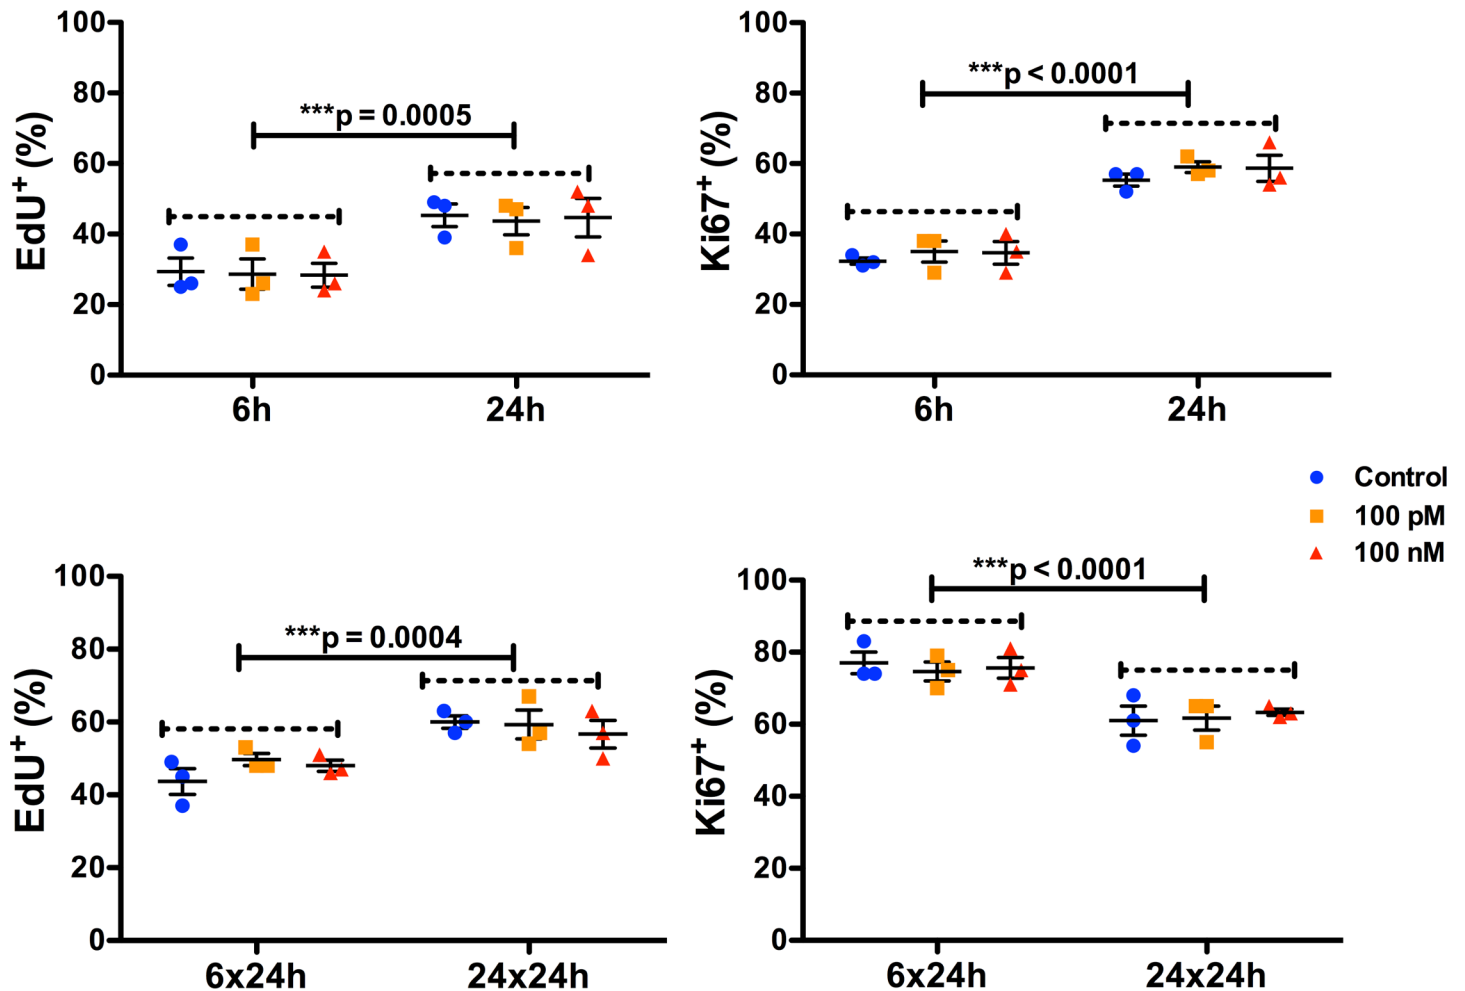 EdU⁺ (%)
100
80
60
40
20
0
***p = 0.0005
6h
24h
Ki67⁺ (%)
100
80
60
40
20
0
***p < 0.0001
6h
24h
Control
100 pM
100 nM
EdU⁺ (%)
100
80
60
40
20
0
***p = 0.0004
6x24h
24x24h
Ki67⁺ (%)
100
80
60
40
20
0
***p < 0.0001
6x24h
24x24h